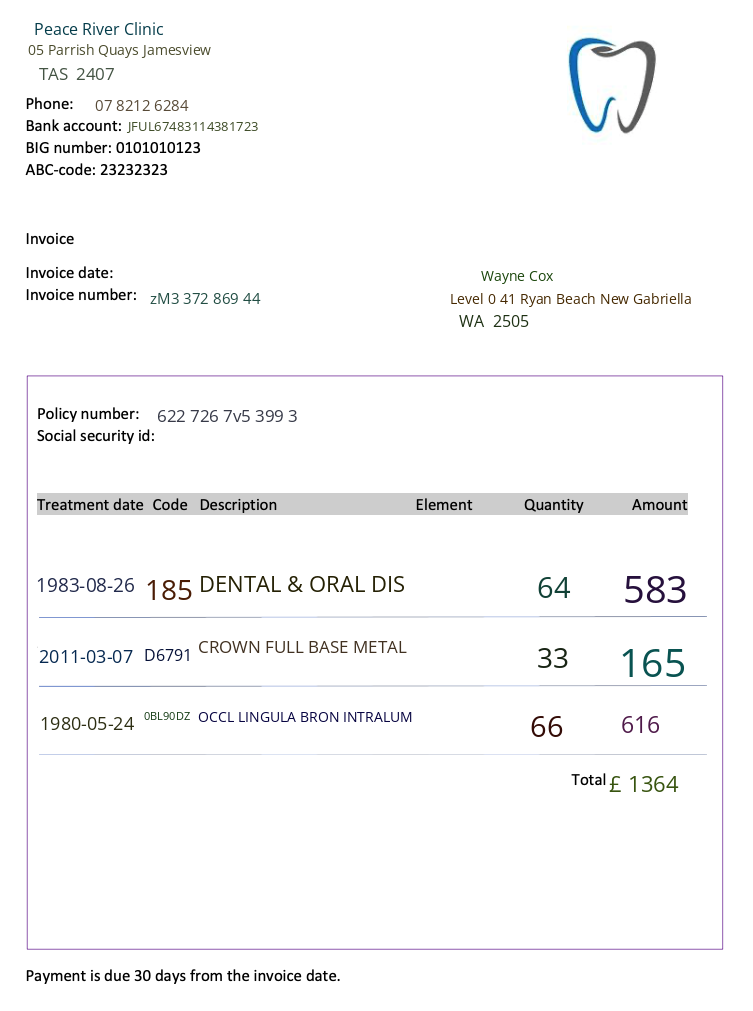 Peace River Clinic
05 Parrish Quays Jamesview
TAS 2407
Phone: 07 8212 6284
Bank account: JFUL67483114381723
BIG number: 0101010123
ABC-code: 23232323
Invoice
Invoice date:
Invoice number: zM3 372 869 44
Wayne Cox
Level 0 41 Ryan Beach New Gabriella
WA 2505
Policy number: 622 726 7v5 399 3
Social security id:
Treatment date Code Description Element Quantity Amount
1983-08-26 185 DENTAL & ORAL DIS 64 583
2011-03-07 D6791 CROWN FULL BASE METAL 33 165
1980-05-24 0BL90DZ OCCL LINGULA BRON INTRALUM 66 616
Total £ 1364
Payment is due 30 days from the invoice date.